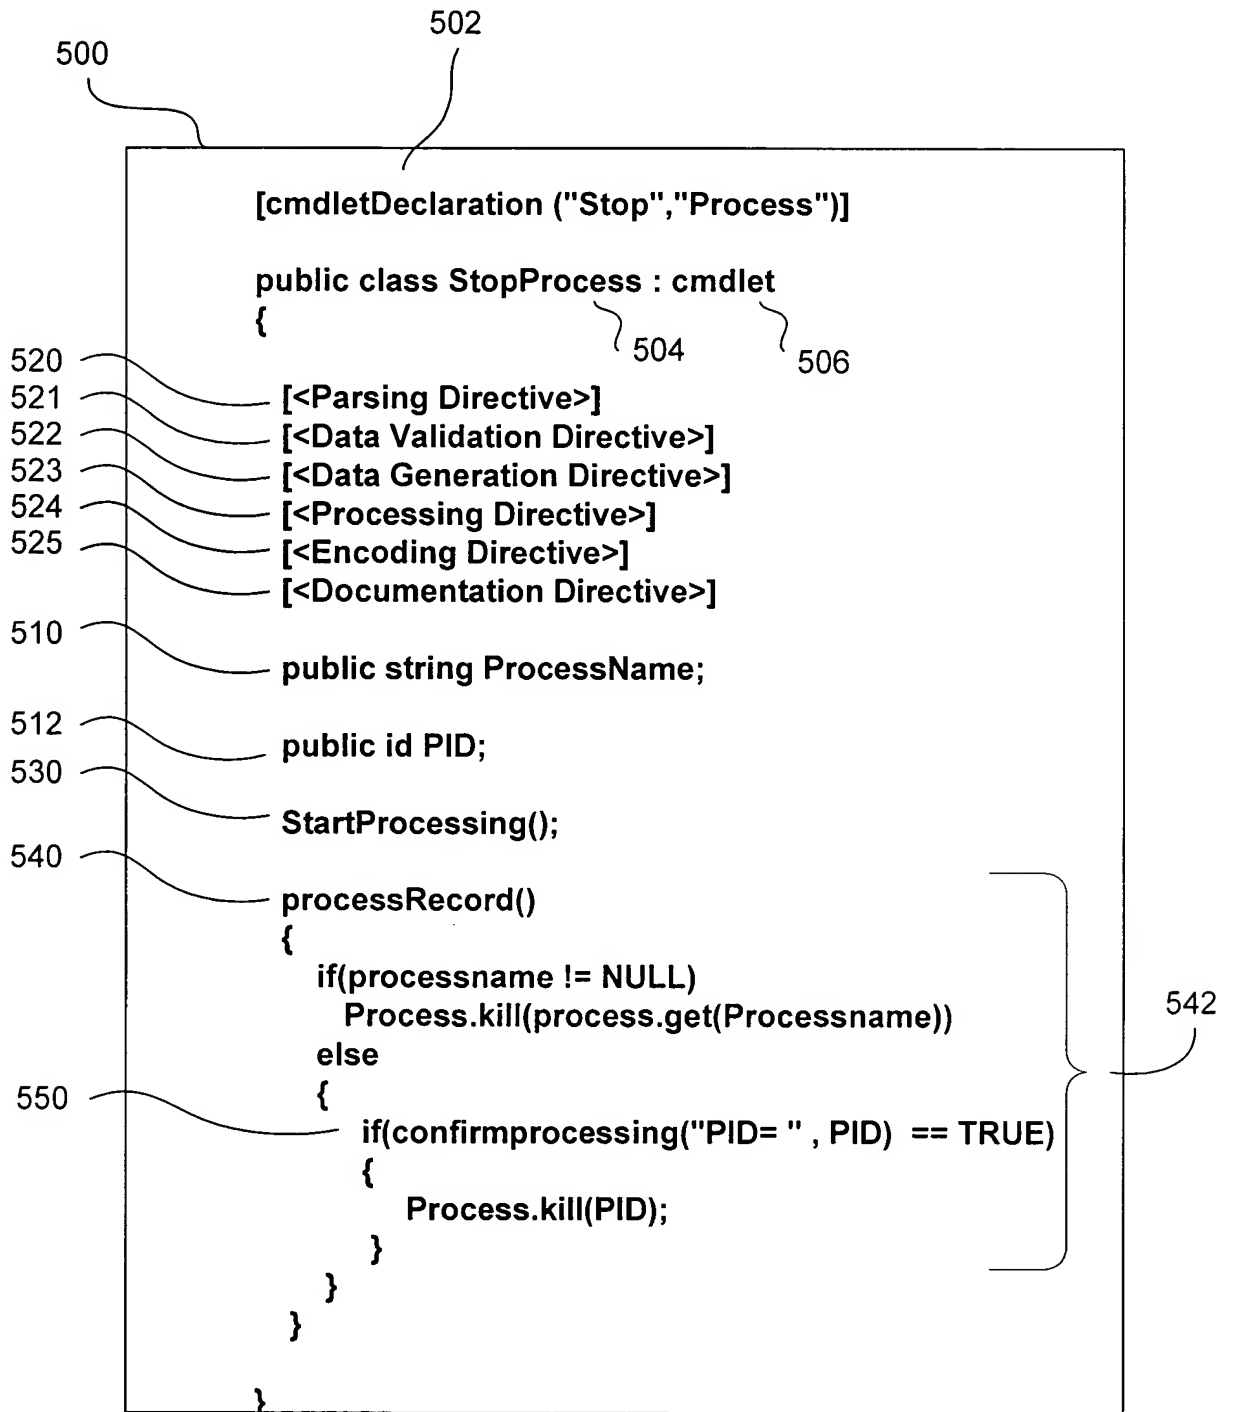 502
500
[cmdletDeclaration ("Stop","Process")]
public class StopProcess : cmdlet
{
504
506
520
[<Parsing Directive>]
521
[<Data Validation Directive>]
522
[<Data Generation Directive>]
523
[<Processing Directive>]
524
[<Encoding Directive>]
525
[<Documentation Directive>]
510
public string ProcessName;
512
public id PID;
530
StartProcessing();
540
processRecord()
{
if(processname != NULL)
Process.kill(process.get(Processname))
542
else
{
550
if(confirmprocessing("PID= " , PID) == TRUE)
{
Process.kill(PID);
}
}
}
}